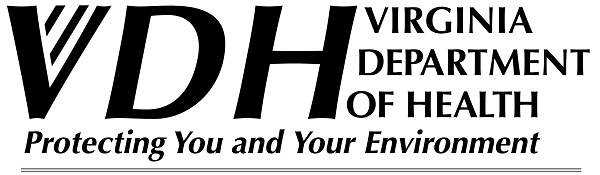 VDH
VIRGINIA
DEPARTMENT
OF HEALTH
Protecting You and Your Environment